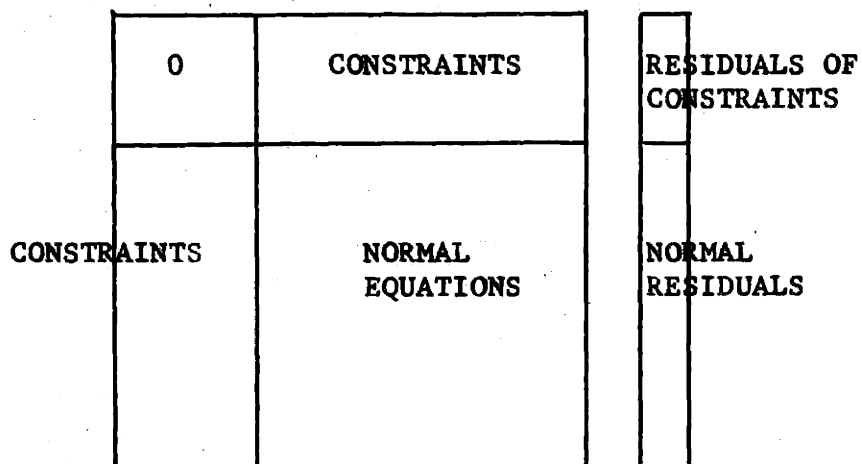 0
CONSTRAINTS
RESIDUALS OF
CONSTRAINTS
CONSTRAINTS
NORMAL
EQUATIONS
NORMAL
RESIDUALS